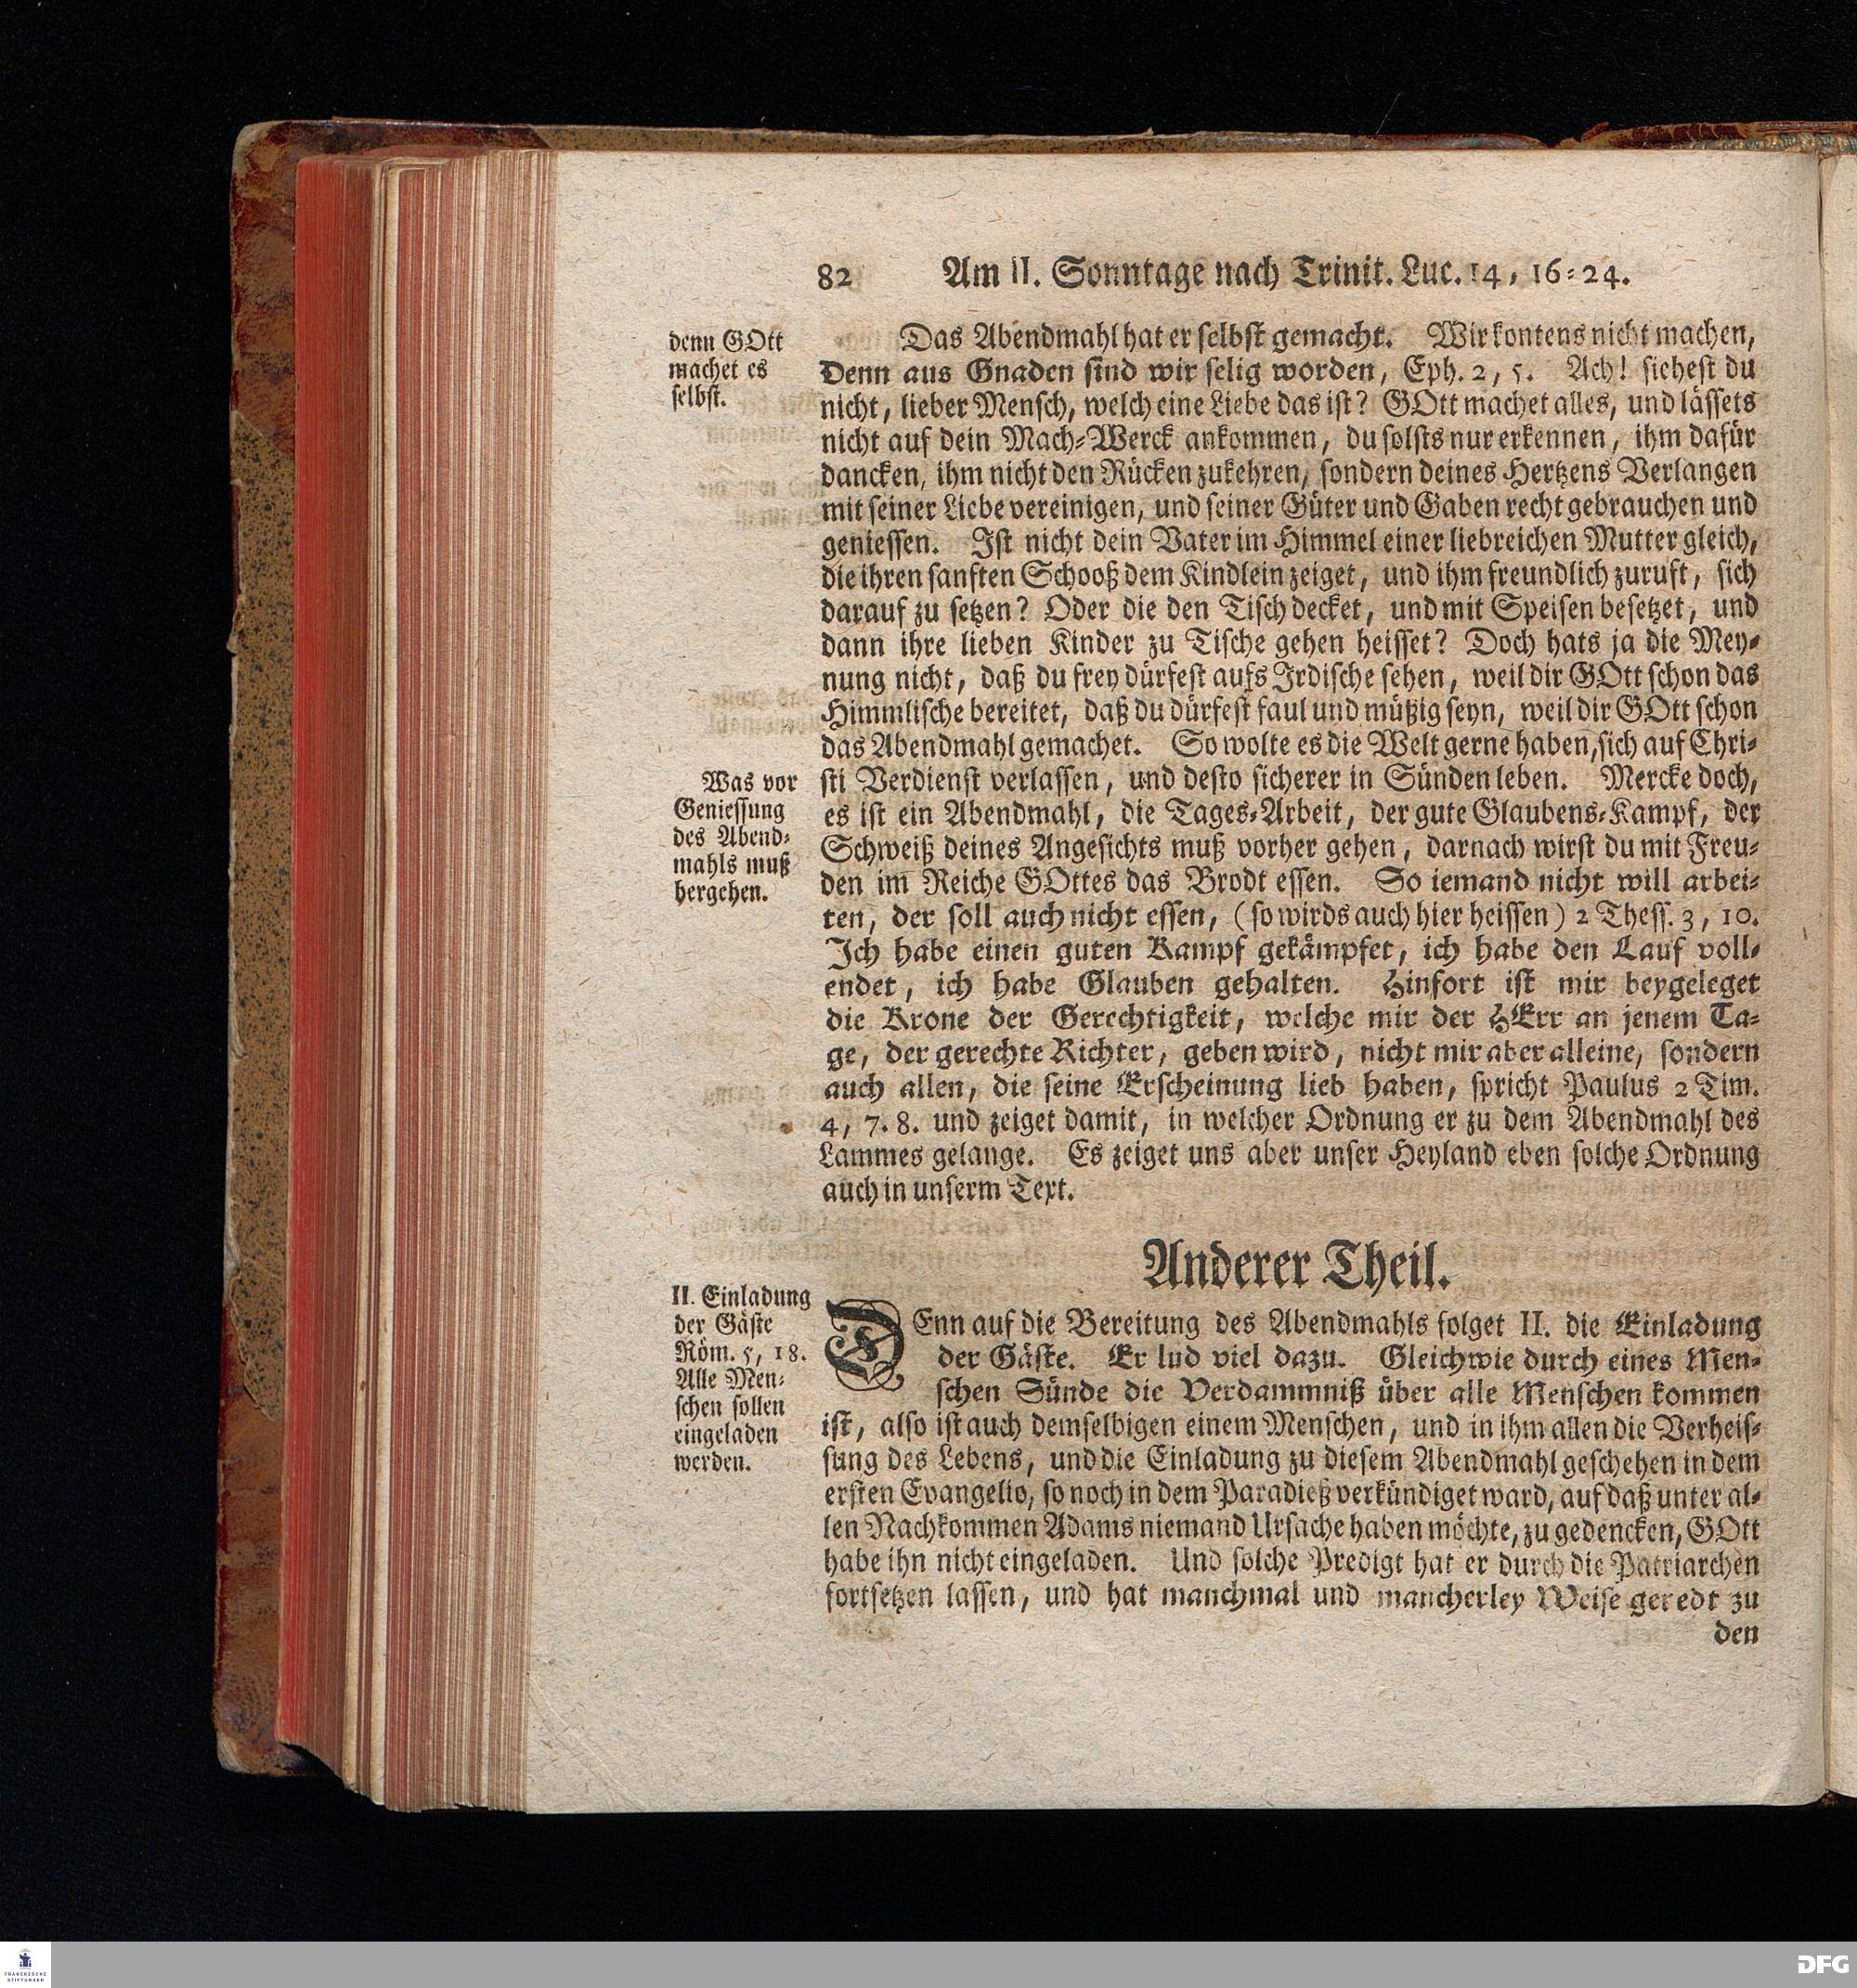 82 Am II. Sonntage nach Trinit. Luc. 14, 16-24.
denn GOtt
machet es
selbst.
Das Abendmahl hat er selbst gemacht. Wir kontens nicht machen,
Denn aus Gnaden sind wir selig worden, Eph. 2, 5. Ach! siehest du
nicht, lieber Mensch, welch eine Liebe das ist? GOtt machet alles, und lässets
nicht auf dein Mach-Werck ankommen, du solsts nur erkennen, ihm dafür
dancken, ihm nicht den Rücken zukehren, sondern deines Hertzens Verlangen
mit seiner Liebe vereinigen, und seiner Güter und Gaben recht gebrauchen und
geniessen. Ist nicht dein Vater im Himmel einer liebreichen Mutter gleich,
die ihren sanften Schooß dem Kindlein zeiget, und ihm freundlich zuruft, sich
darauf zu setzen? Oder die den Tisch decket, und mit Speisen besetzet, und
dann ihre lieben Kinder zu Tische gehen heisset? Doch hats ja die Mey-
nung nicht, daß du frey dürfest aufs Irdische sehen, weil dir GOtt schon das
Himmlische bereitet, daß du dürfest faul und müßig seyn, weil dir GOtt schon
das Abendmahl gemachet. So wolte es die Welt gerne haben, sich auf Chri-
Was vor
Geniessung
des Abend-
mahls muß
hergehen.
sti Verdienst verlassen, und desto sicherer in Sünden leben. Mercke doch,
es ist ein Abendmahl, die Tages-Arbeit, der gute Glaubens-Kampf, der
Schweiß deines Angesichts muß vorher gehen, darnach wirst du mit Freu-
den im Reiche GOttes das Brodt essen. So iemand nicht will arbei-
ten, der soll auch nicht essen, (so wirds auch hier heissen) 2 Thess. 3, 10.
Ich habe einen guten Kampf gekämpfet, ich habe den Lauf voll-
endet, ich habe Glauben gehalten. Hinfort ist mir beygeleget
die Krone der Gerechtigkeit, welche mir der HErr an jenem Ta-
ge, der gerechte Richter, geben wird, nicht mir aber alleine, sondern
auch allen, die seine Erscheinung lieb haben, spricht Paulus 2 Tim.
4, 7. 8. und zeiget damit, in welcher Ordnung er zu dem Abendmahl des
Lammes gelange. Es zeiget uns aber unser Heyland eben solche Ordnung
auch in unserm Text.
Anderer Theil.
II. Einladung
der Gäste
Röm. 5, 18.
Alle Men-
schen sollen
eingeladen
werden.
DEnn auf die Bereitung des Abendmahls folget II. die Einladung
der Gäste. Er lud viel dazu. Gleichwie durch eines Men-
schen Sünde die Verdammniß über alle Menschen kommen
ist, also ist auch demselbigen einem Menschen, und in ihm allen die Verheis-
sung des Lebens, und die Einladung zu diesem Abendmahl geschehen in dem
ersten Evangelio, so noch in dem Paradieß verkündiget ward, auf daß unter al-
len Nachkommen Adams niemand Ursache haben möchte, zu gedencken, GOtt
habe ihn nicht eingeladen. Und solche Predigt hat er durch die Patriarchen
fortsetzen lassen, und hat manchmal und mancherley Weise geredt zu
den
FRANCKESCHE
STIFTUNGEN
DFG